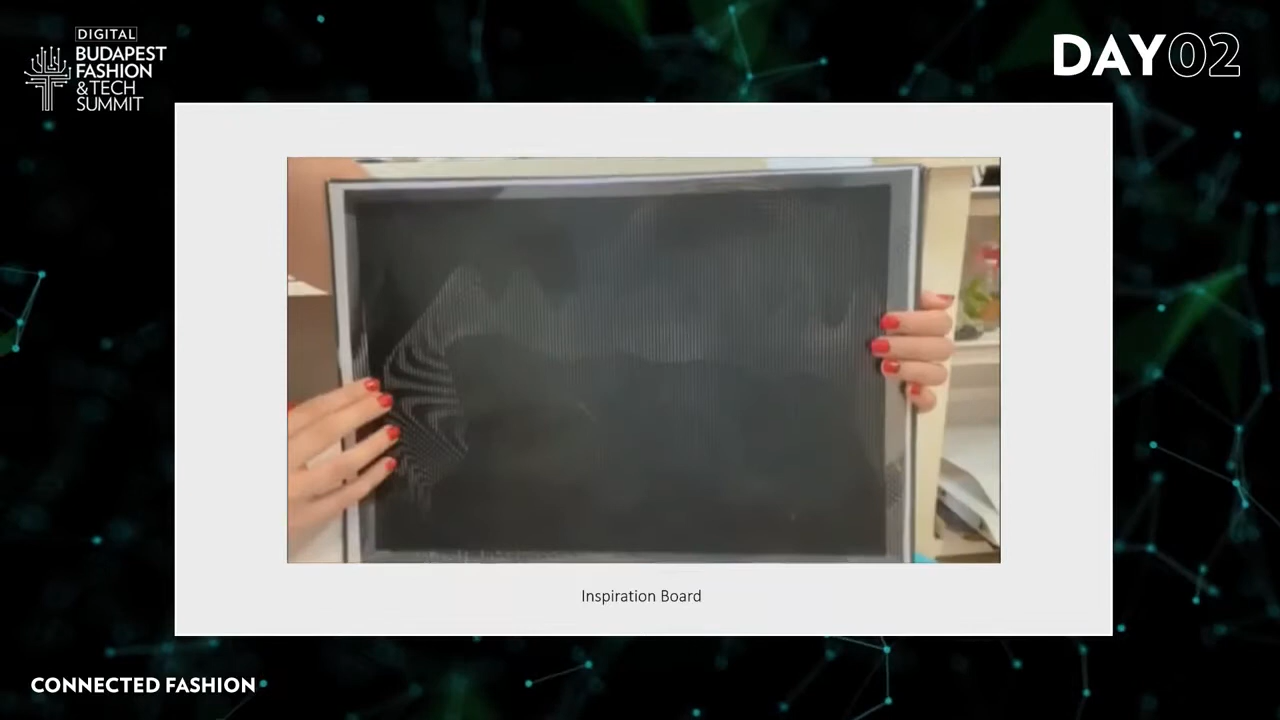 DIGITAL
BUDAPEST
FASHION
&TECH
SUMMIT
DAY02
Inspiration Board
CONNECTED FASHION